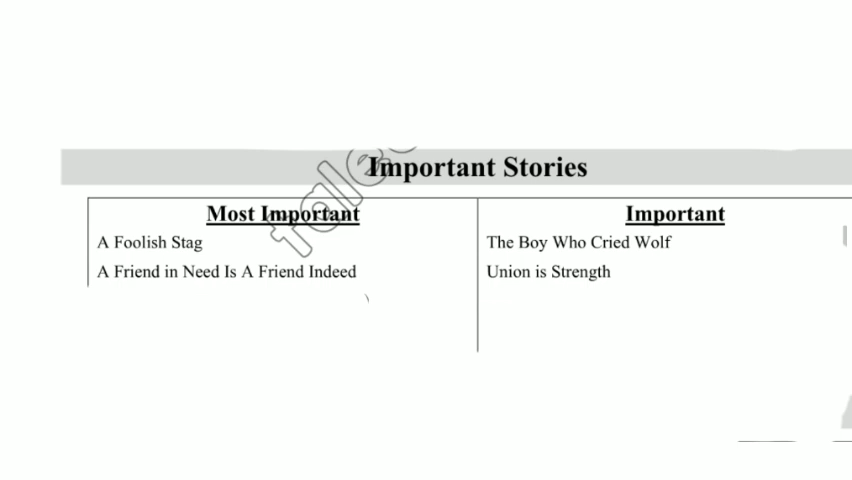 Important Stories
Most Important
Important
A Foolish Stag
The Boy Who Cried Wolf
A Friend in Need Is A Friend Indeed
Union is Strength